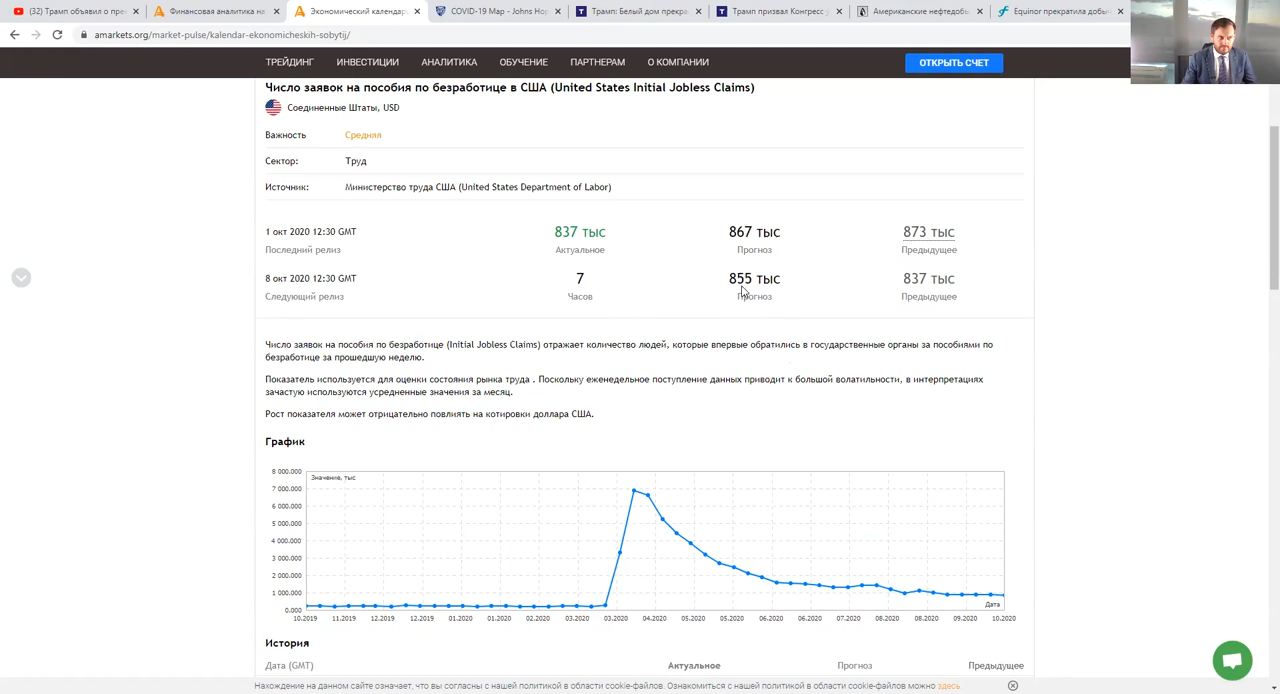 (32) Трамп объявил о пре
Финансовая аналитика на
Экономический календар
COVID-19 Map - Johns Hop
Трамп: Белый дом прекра
Трамп призвал Конгресс у
Американские нефтедобы
Equinor прекратила добыч
amarkets.org/market-pulse/kalendar-ekonomicheskih-sobytij/
ТРЕЙДИНГ ИНВЕСТИЦИИ АНАЛИТИКА ОБУЧЕНИЕ ПАРТНЕРАМ О КОМПАНИИ ОТКРЫТЬ СЧЕТ
Число заявок на пособия по безработице в США (United States Initial Jobless Claims)
Соединенные Штаты, USD
Важность Средняя
Сектор: Труд
Источник: Министерство труда США (United States Department of Labor)
1 окт 2020 12:30 GMT 837 тыс 867 тыс 873 тыс
Последний релиз Актуальное Прогноз Предыдущее
8 окт 2020 12:30 GMT 7 855 тыс 837 тыс
Следующий релиз Часов Прогноз Предыдущее
Число заявок на пособия по безработице (Initial Jobless Claims) отражает количество людей, которые впервые обратились в государственные органы за пособиями по
безработице за прошедшую неделю.
Показатель используется для оценки состояния рынка труда . Поскольку еженедельное поступление данных приводит к большой волатильности, в интерпретациях
зачастую используются усредненные значения за месяц.
Рост показателя может отрицательно повлиять на котировки доллара США.
График
Значение, тыс
8 000.000
7 000.000
6 000.000
5 000.000
4 000.000
3 000.000
2 000.000
1 000.000
0.000
Дата
10.2019 11.2019 12.2019 12.2019 01.2020 01.2020 02.2020 03.2020 03.2020 04.2020 05.2020 05.2020 06.2020 06.2020 07.2020 08.2020 08.2020 09.2020 10.2020
История
Дата (GMT) Актуальное Прогноз Предыдущее
Нахождение на данном сайте означает, что вы согласны с нашей политикой в области cookie-файлов. Ознакомиться с нашей политикой в области cookie-файлов можно здесь.